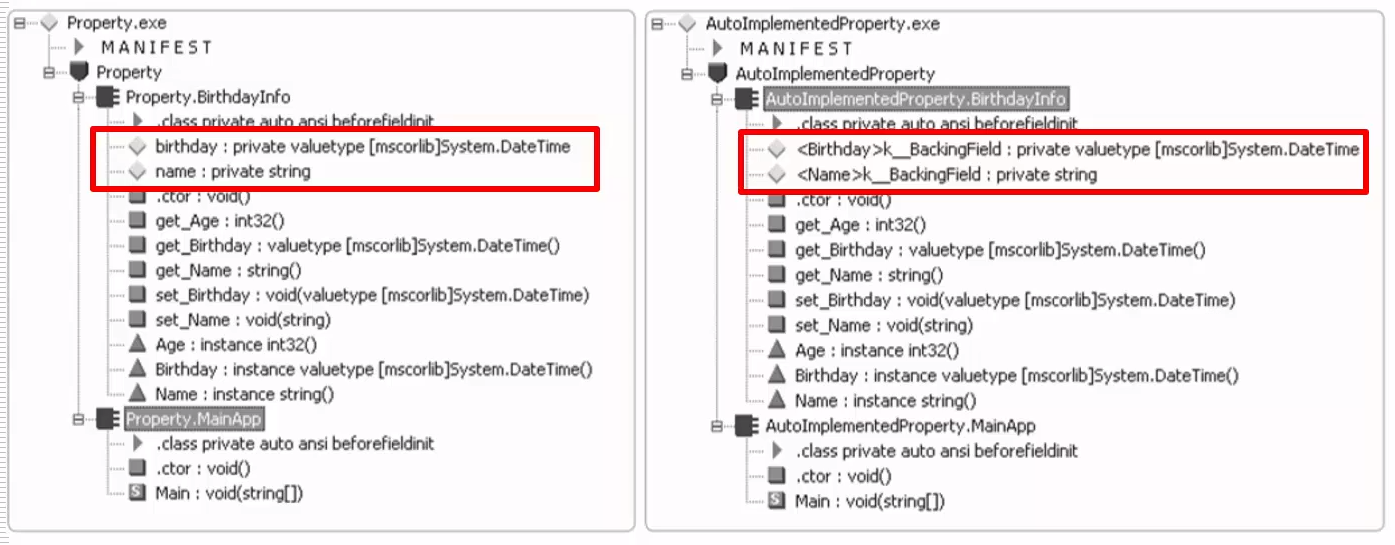 Property.exe
MANIFEST
Property
Property.BirthdayInfo
.class private auto ansi beforefieldinit
birthday : private valuetype [mscorlib]System.DateTime
name : private string
.ctor : void()
get_Age : int32()
get_Birthday : valuetype [mscorlib]System.DateTime()
get_Name : string()
set_Birthday : void(valuetype [mscorlib]System.DateTime)
set_Name : void(string)
Age : instance int32()
Birthday : instance valuetype [mscorlib]System.DateTime()
Name : instance string()
Property.MainApp
.class private auto ansi beforefieldinit
.ctor : void()
S Main : void(string[])
AutoImplementedProperty.exe
MANIFEST
AutoImplementedProperty
AutoImplementedProperty.BirthdayInfo
.class private auto ansi beforefieldinit
<Birthday>k__BackingField : private valuetype [mscorlib]System.DateTime
<Name>k__BackingField : private string
.ctor : void()
get_Age : int32()
get_Birthday : valuetype [mscorlib]System.DateTime()
get_Name : string()
set_Birthday : void(valuetype [mscorlib]System.DateTime)
set_Name : void(string)
Age : instance int32()
Birthday : instance valuetype [mscorlib]System.DateTime()
Name : instance string()
AutoImplementedProperty.MainApp
.class private auto ansi beforefieldinit
.ctor : void()
S Main : void(string[])